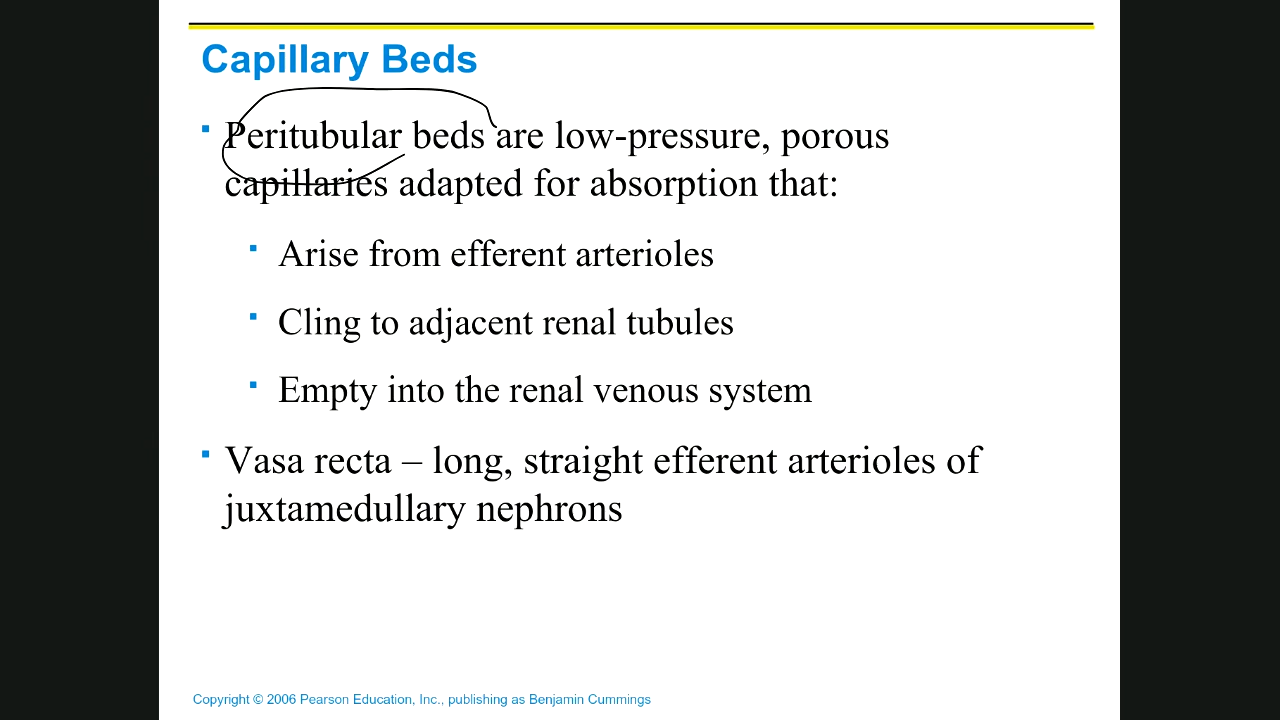 Capillary Beds
▪ Peritubular beds are low-pressure, porous
capillaries adapted for absorption that:
▪ Arise from efferent arterioles
▪ Cling to adjacent renal tubules
▪ Empty into the renal venous system
▪ Vasa recta – long, straight efferent arterioles of
juxtamedullary nephrons
Copyright © 2006 Pearson Education, Inc., publishing as Benjamin Cummings